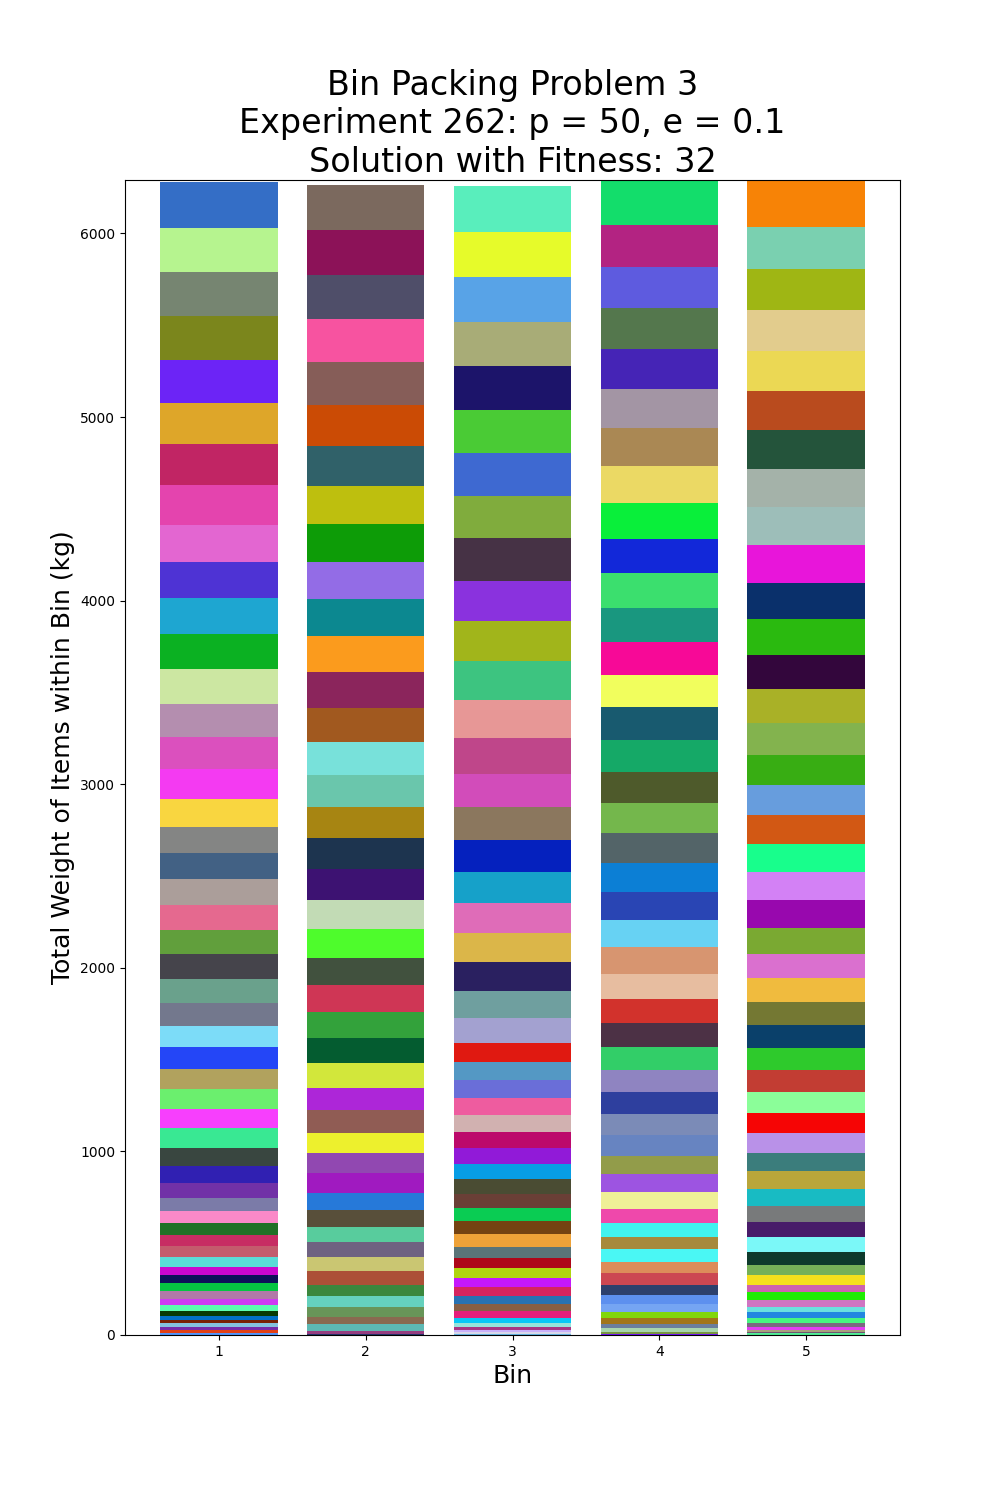 Bin Packing Problem 3
Experiment 262: p = 50, e = 0.1
Solution with Fitness: 32
Total Weight of Items within Bin (kg)
6000
5000
4000
3000
2000
1000
0
1 2 3 4 5
Bin